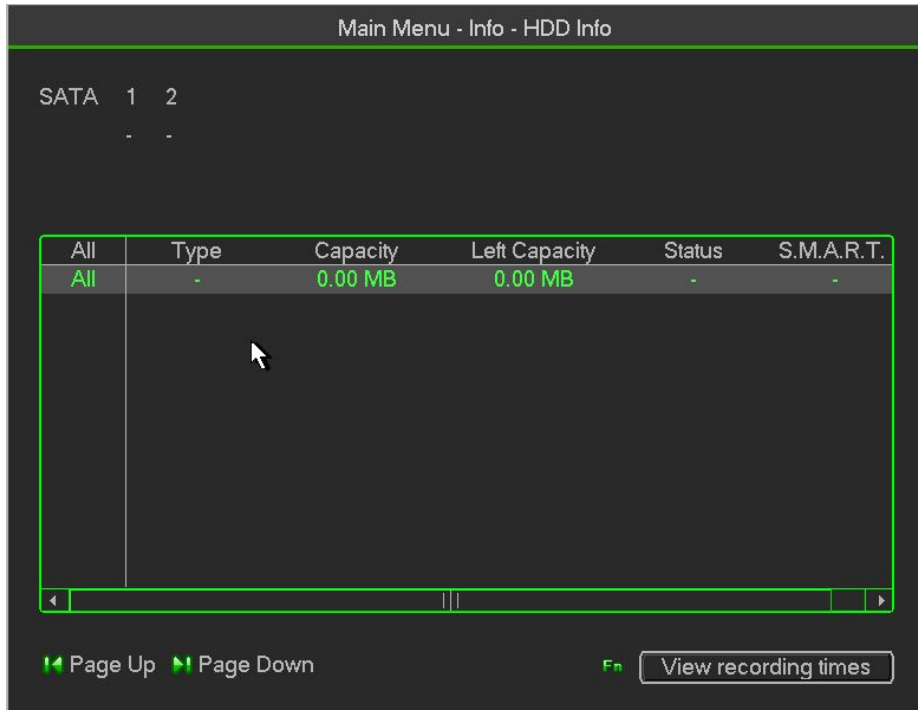 Main Menu - Info - HDD Info
SATA 1 2
- -
All Type Capacity Left Capacity Status S.M.A.R.T.
All - 0.00 MB 0.00 MB - -
Page Up Page Down Fn View recording times